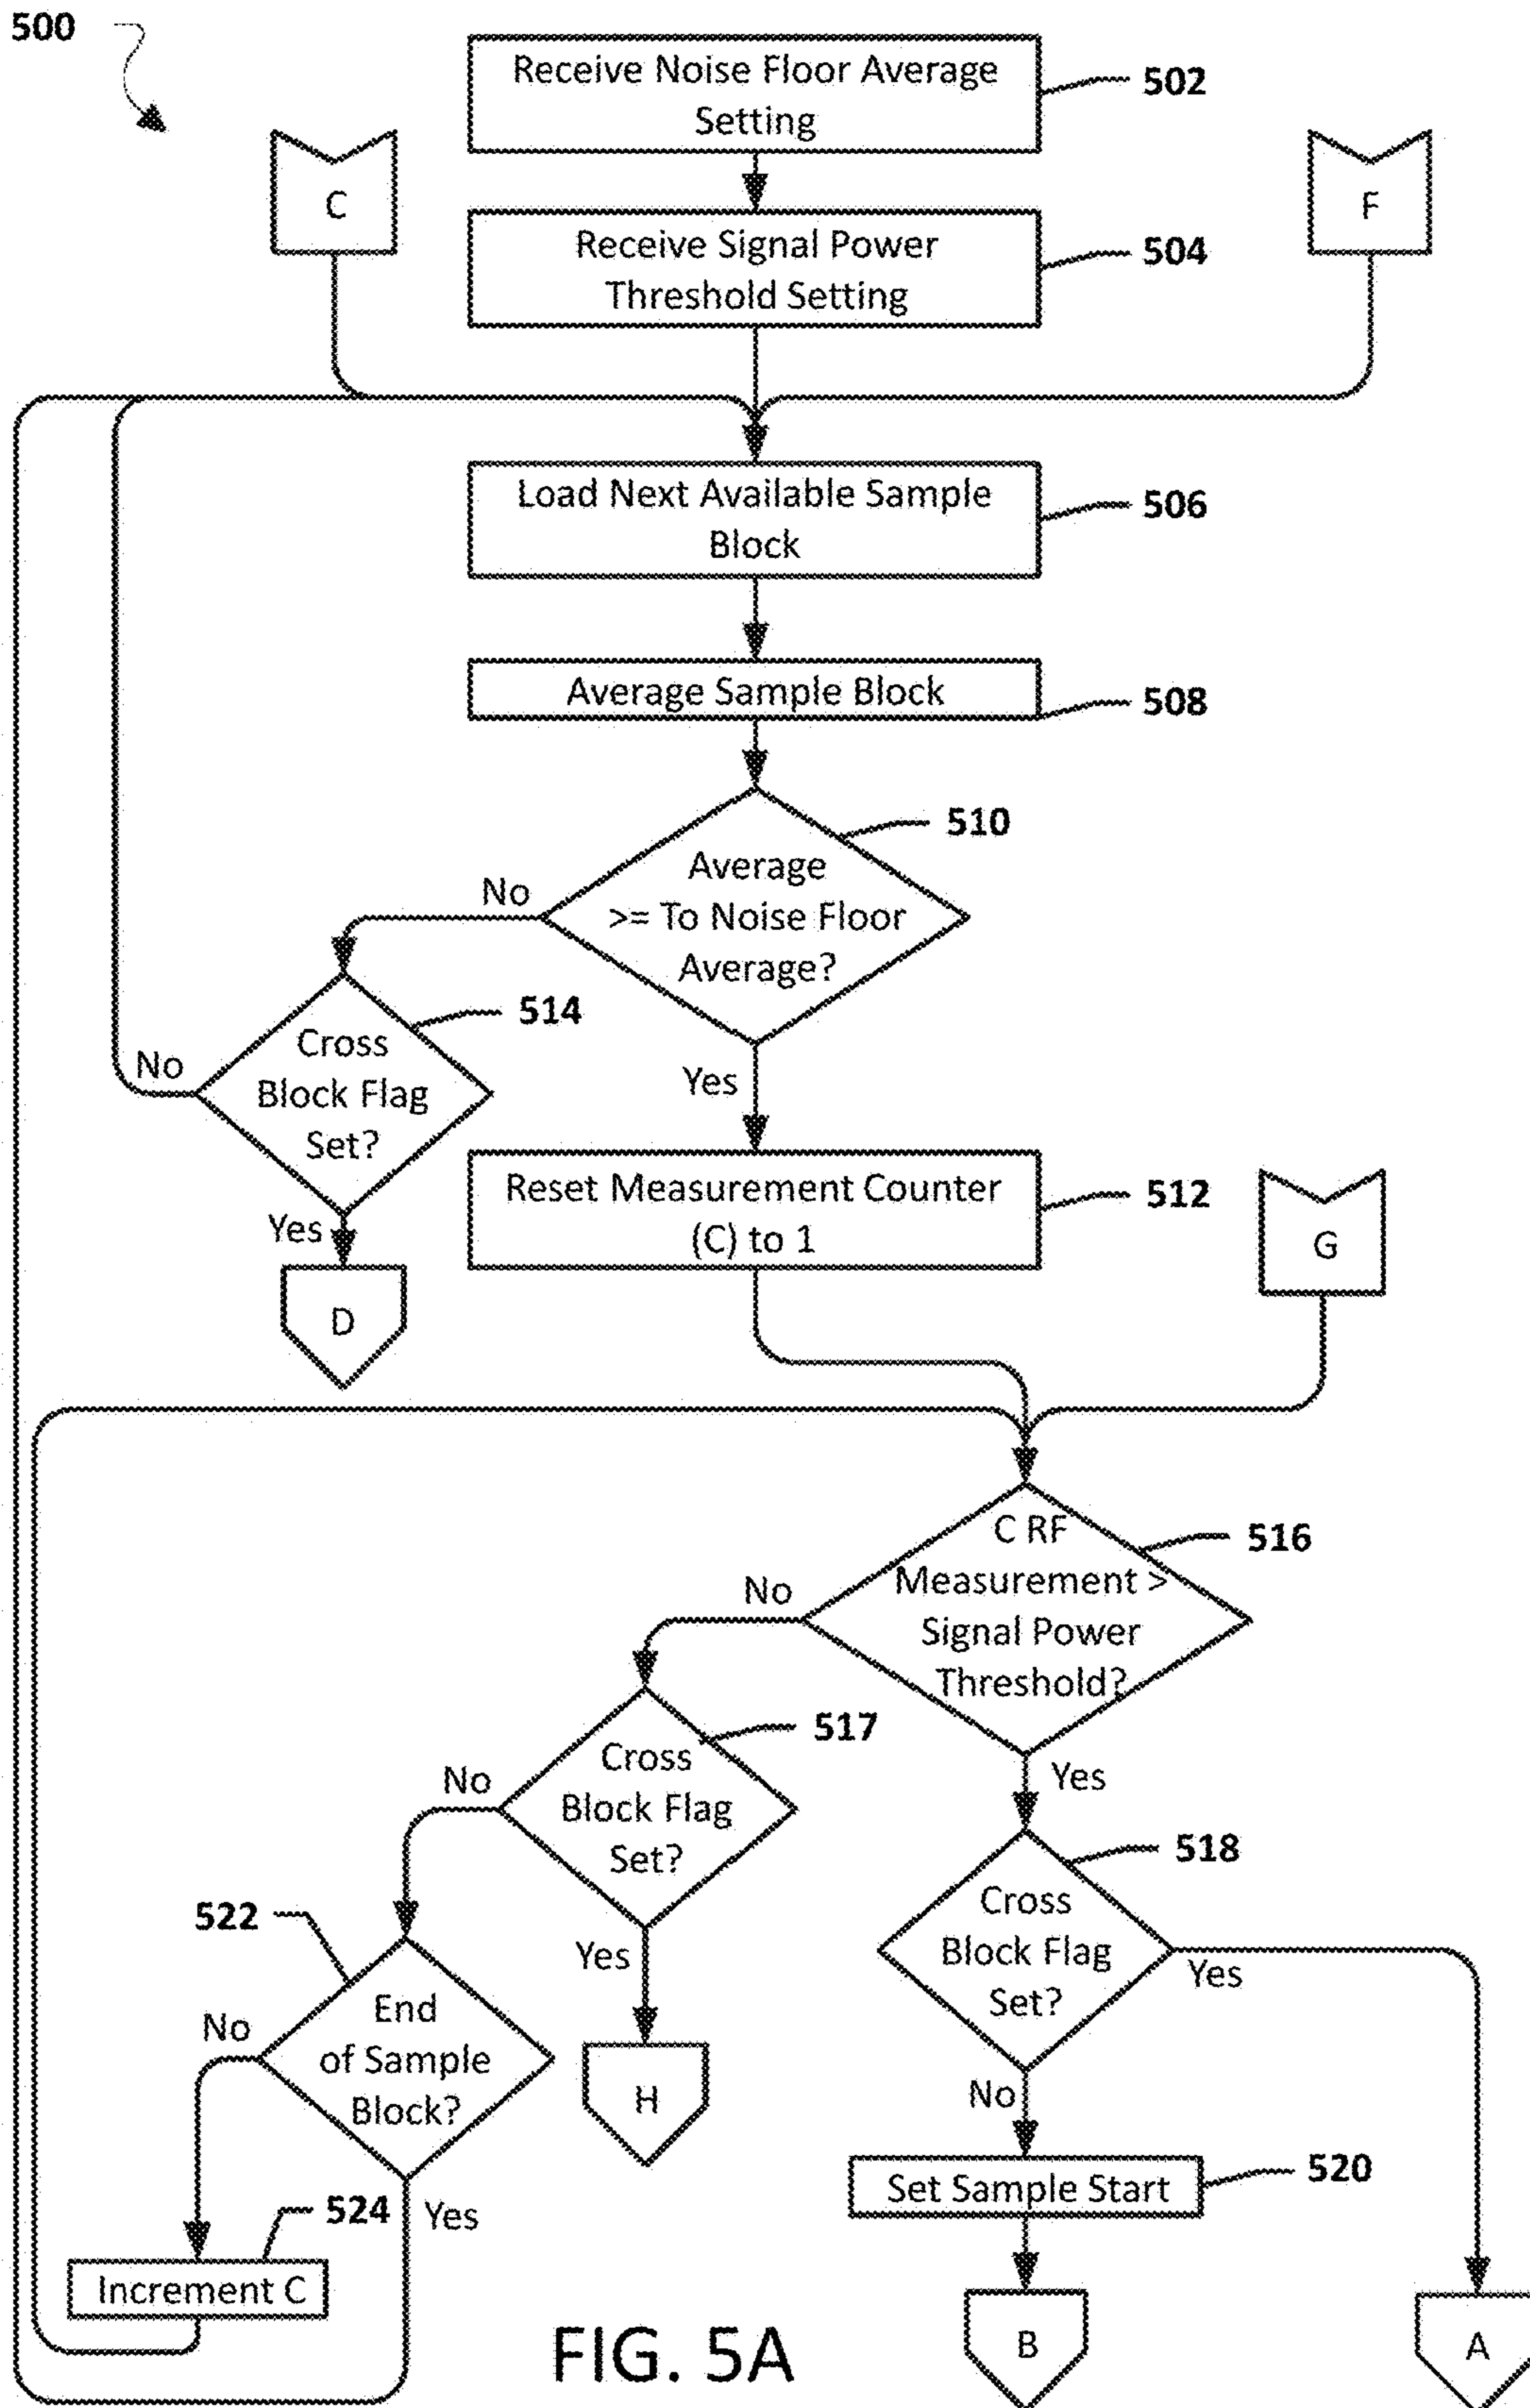 500
Receive Noise Floor Average
Setting
502
C
F
Receive Signal Power
Threshold Setting
504
Load Next Available Sample
Block
506
Average Sample Block
508
510
Average
>= To Noise Floor
Average?
No
514
Cross
Block Flag
Set?
No
Yes
Yes
D
Reset Measurement Counter
(C) to 1
512
G
C RF
Measurement >
Signal Power
Threshold?
516
No
Yes
517
Cross
Block Flag
Set?
No
Yes
H
518
Cross
Block Flag
Set?
Yes
No
522
End
of Sample
Block?
No
Yes
Set Sample Start
520
524
Increment C
B
A
FIG. 5A